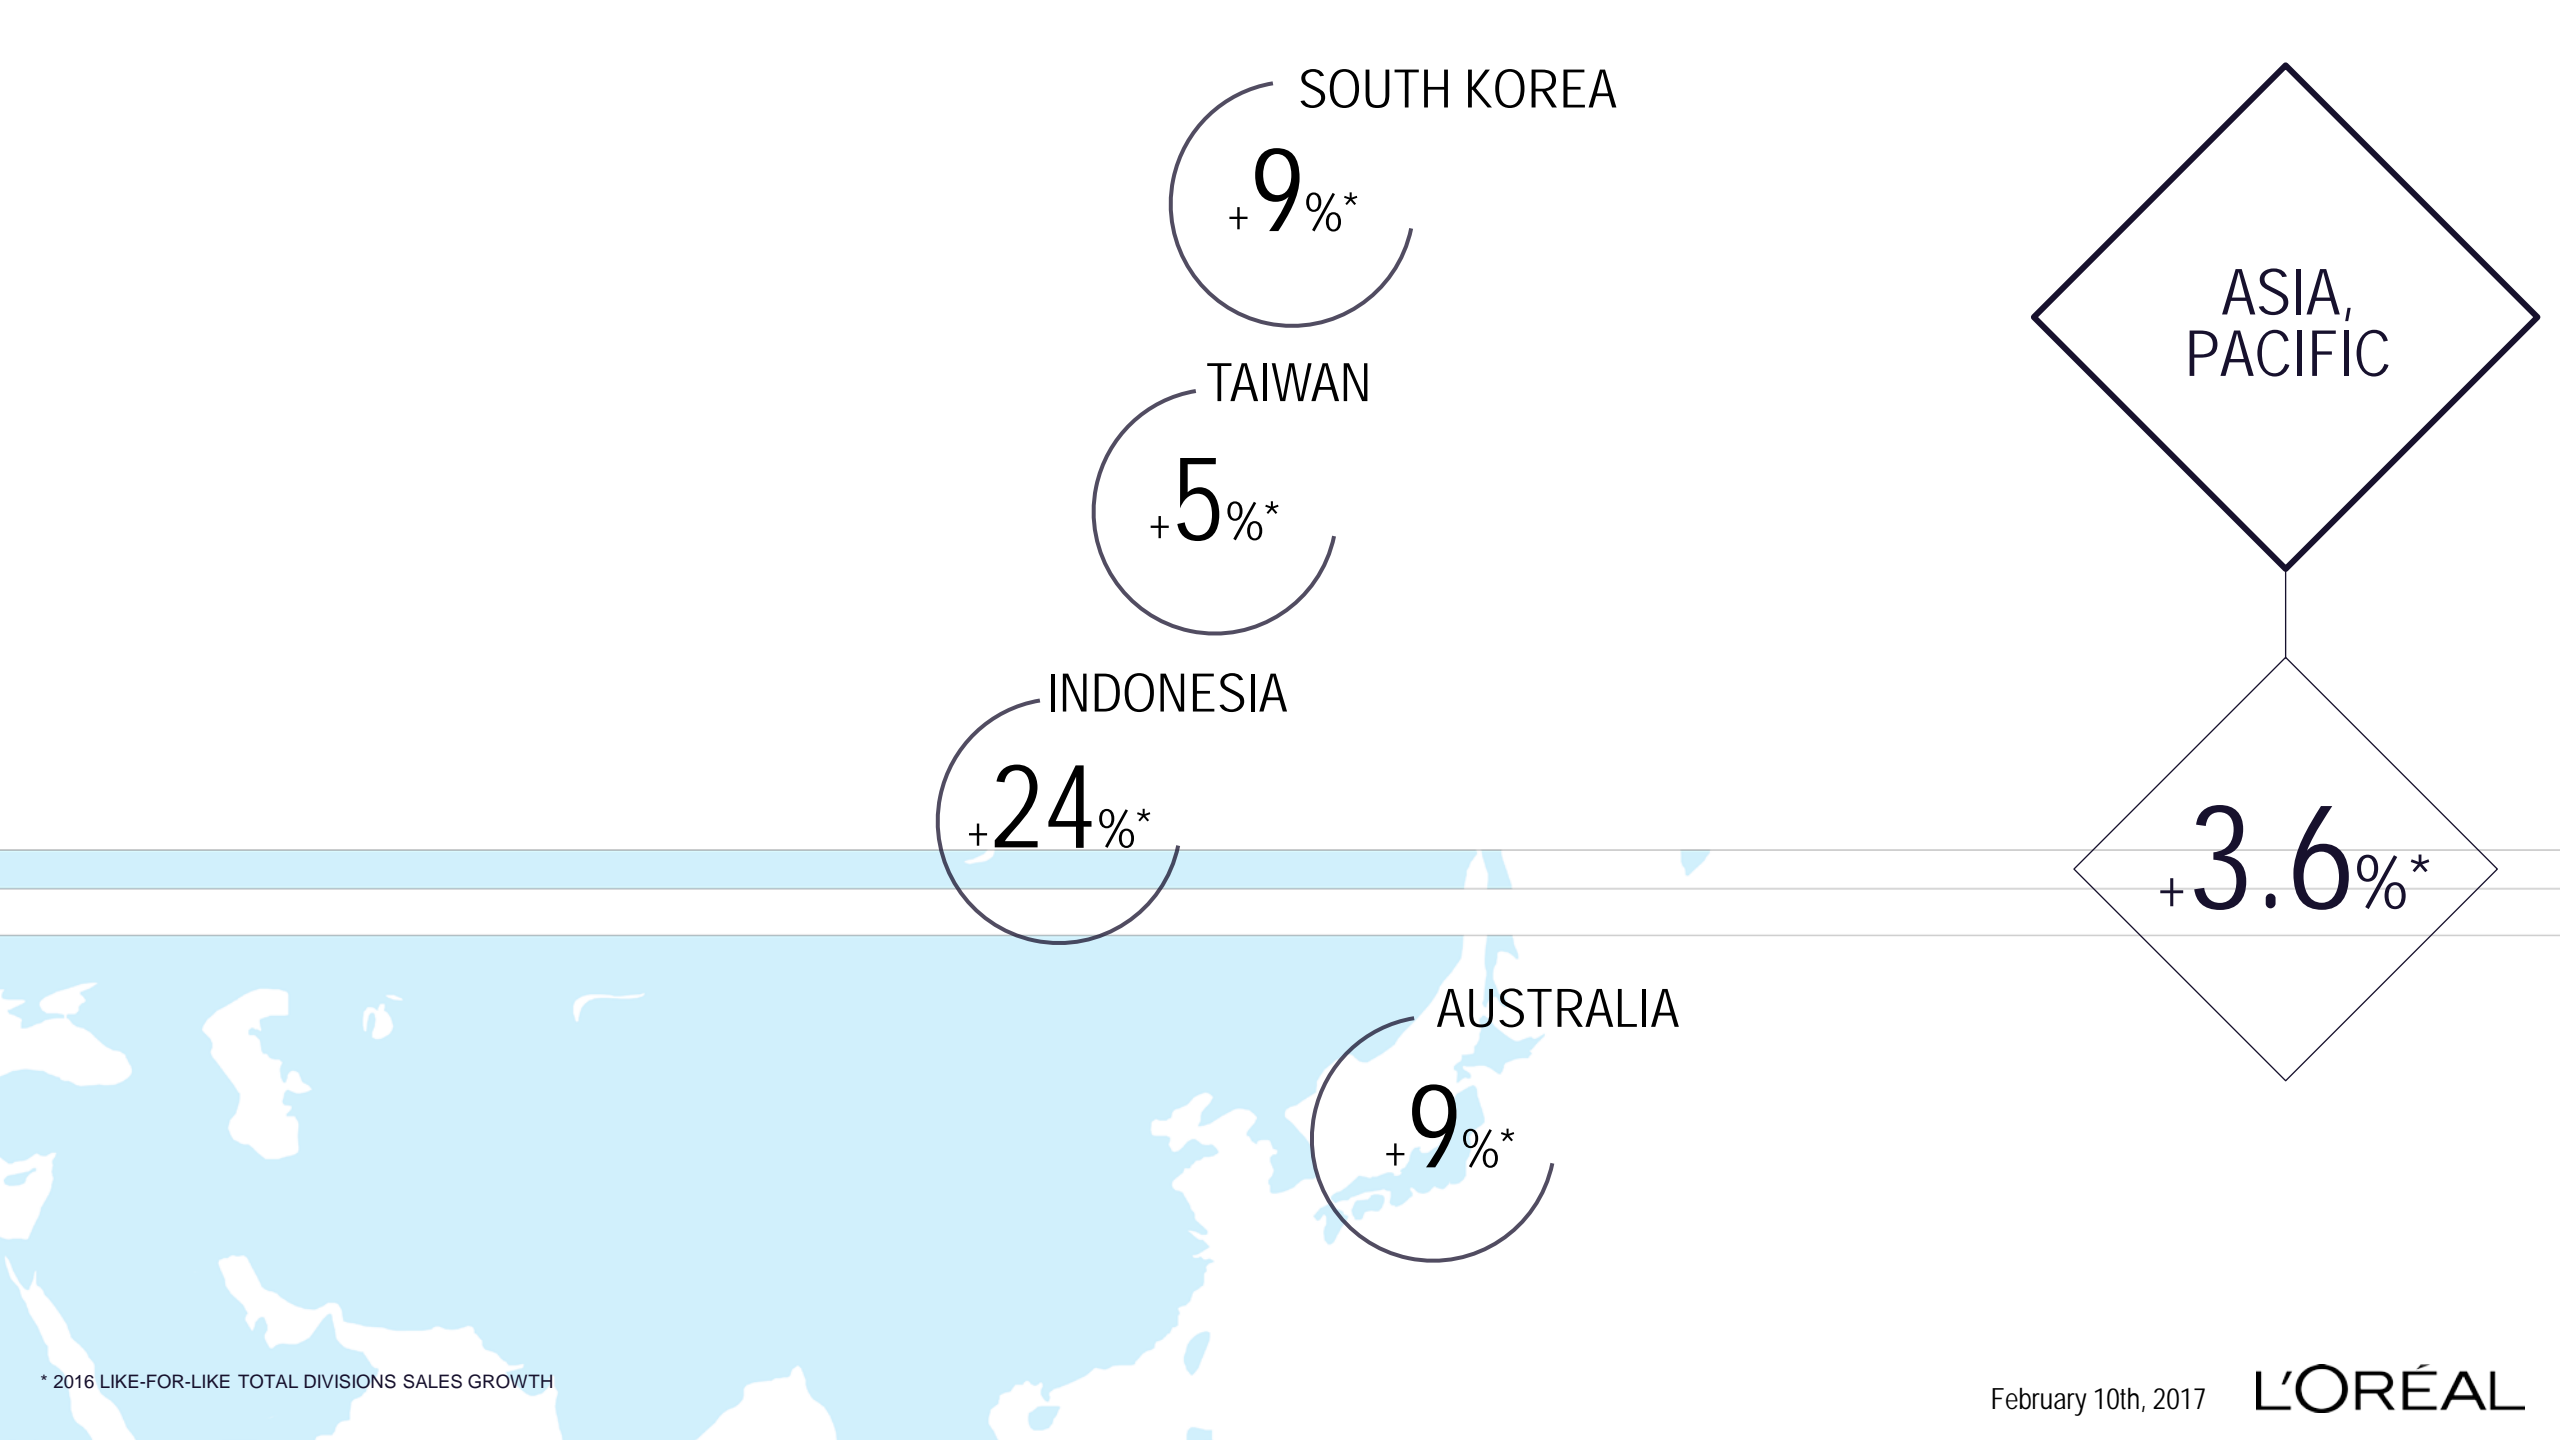 SOUTH KOREA
+9%*
TAIWAN
+5%*
INDONESIA
+24%*
AUSTRALIA
+9%*
ASIA,
PACIFIC
+3.6%*
* 2016 LIKE-FOR-LIKE TOTAL DIVISIONS SALES GROWTH
February 10th, 2017
L'ORÉAL